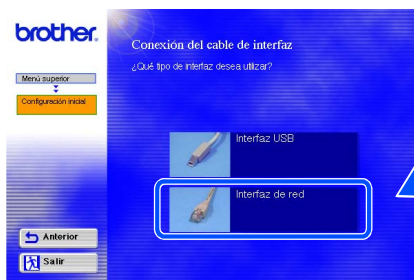 brother.
Menú superior
Configuración inicial
Conexión del cable de interfaz
¿Qué tipo de interfaz desea utilizar?
Interfaz USB
Interfaz de red
Anterior
Salir